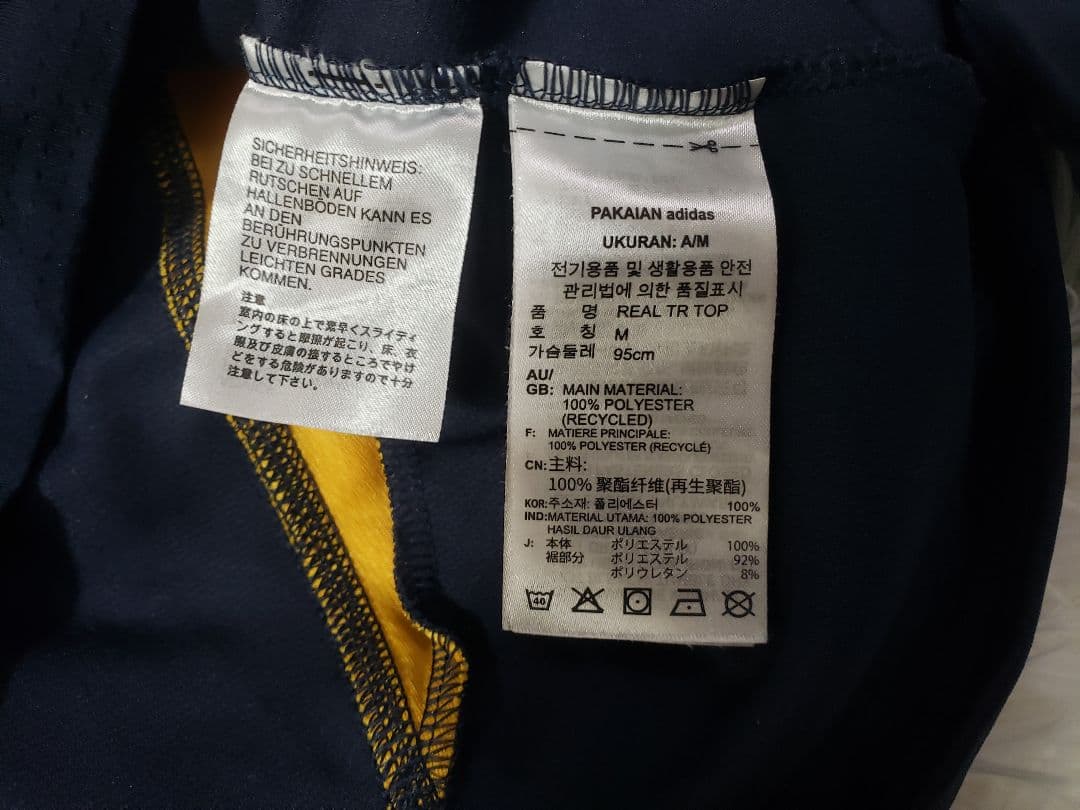 SICHERHEITSHINWEIS:
BEI ZU SCHNELLEM
RUTSCHEN AUF
HALLENBÖDEN KANN ES
AN DEN
BERÜHRUNGSPUNKTEN
ZU VERBRENNUNGEN
LEICHTEN GRADES
KOMMEN.
注意
室内の床の上で素早くスライディ
ングすると摩擦が起こり、床、衣
服及び皮膚の接するところでやけ
どをする危険がありますので十分
注意して下さい。
PAKAIAN adidas
UKURAN: A/M
전기용품 및 생활용품 안전
관리법에 의한 품질표시
품 명 REAL TR TOP
호 칭 M
가슴둘레 95cm
AU/
GB: MAIN MATERIAL:
100% POLYESTER
(RECYCLED)
F: MATIERE PRINCIPALE:
100% POLYESTER (RECYCLÉ)
CN:主料:
100% 聚酯纤维(再生聚酯)
KOR:주소재: 폴리에스터 100%
IND:MATERIAL UTAMA: 100% POLYESTER
HASIL DAUR ULANG
J: 本体 ポリエステル 100%
裾部分 ポリエステル 92%
ポリウレタン 8%
40